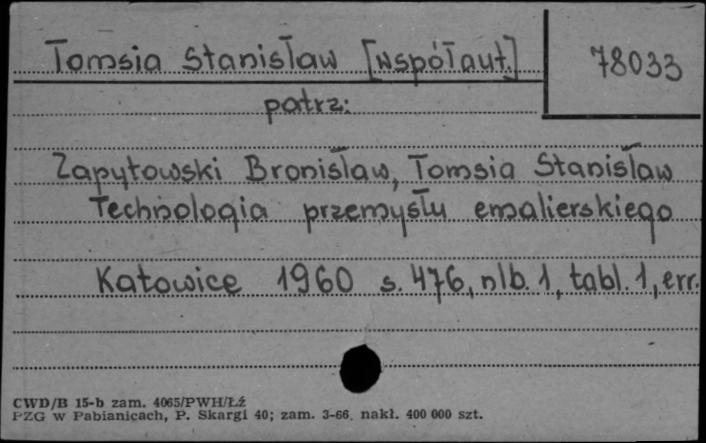 Tomsia Stanisław [współaut.]
78033
patrz:
Zapytowski Bronisław, Tomsia Stanisław
Technologia przemysłu emalierskiego
Katowice 1960 s. 476, nlb. 1, tabl. 1, err.
CWD/B 15-b zam. 4065/PWH/Łź
PZG w Pabianicach, P. Skargi 40; zam. 3-66. nakł. 400 000 szt.